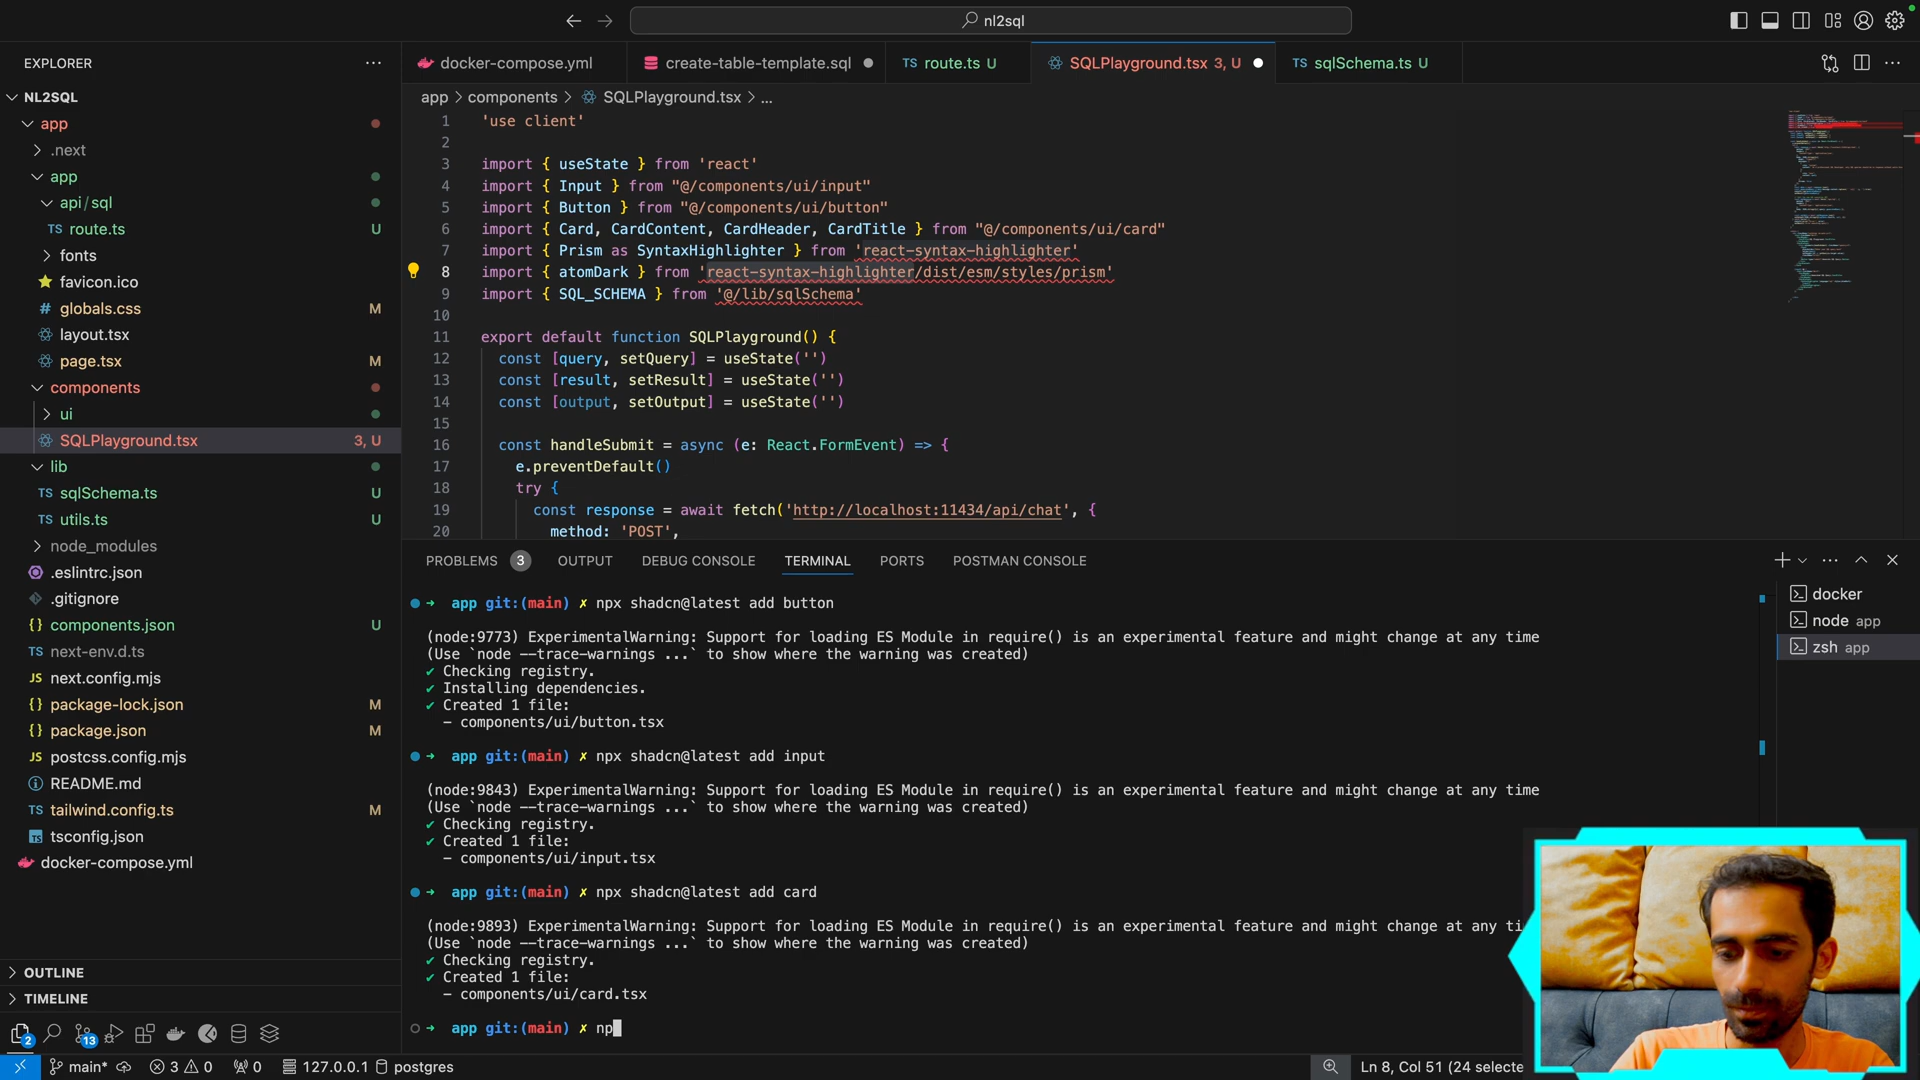 nl2sql
EXPLORER
NL2SQL
app
.next
app
api/sql
TS route.ts U
fonts
favicon.ico
# globals.css M
layout.tsx
page.tsx M
components
ui
SQLPlayground.tsx 3, U
lib
TS sqlSchema.ts U
TS utils.ts U
node_modules
.eslintrc.json
.gitignore
{} components.json U
TS next-env.d.ts
JS next.config.mjs
{} package-lock.json M
{} package.json M
JS postcss.config.mjs
README.md
TS tailwind.config.ts M
TS tsconfig.json
docker-compose.yml
OUTLINE
TIMELINE
docker-compose.yml
create-table-template.sql
TS route.ts U
SQLPlayground.tsx 3, U
TS sqlSchema.ts U
app > components > SQLPlayground.tsx > ...
1 'use client'
2
3 import { useState } from 'react'
4 import { Input } from "@/components/ui/input"
5 import { Button } from "@/components/ui/button"
6 import { Card, CardContent, CardHeader, CardTitle } from "@/components/ui/card"
7 import { Prism as SyntaxHighlighter } from 'react-syntax-highlighter'
8 import { atomDark } from 'react-syntax-highlighter/dist/esm/styles/prism'
9 import { SQL_SCHEMA } from '@/lib/sqlSchema'
10
11 export default function SQLPlayground() {
12 const [query, setQuery] = useState('')
13 const [result, setResult] = useState('')
14 const [output, setOutput] = useState('')
15
16 const handleSubmit = async (e: React.FormEvent) => {
17 e.preventDefault()
18 try {
19 const response = await fetch('http://localhost:11434/api/chat', {
20 method: 'POST',
PROBLEMS 3 OUTPUT DEBUG CONSOLE TERMINAL PORTS POSTMAN CONSOLE
➜ app git:(main) ✗ npx shadcn@latest add button
(node:9773) ExperimentalWarning: Support for loading ES Module in require() is an experimental feature and might change at any time
(Use `node --trace-warnings ...` to show where the warning was created)
✔ Checking registry.
✔ Installing dependencies.
✔ Created 1 file:
- components/ui/button.tsx
➜ app git:(main) ✗ npx shadcn@latest add input
(node:9843) ExperimentalWarning: Support for loading ES Module in require() is an experimental feature and might change at any time
(Use `node --trace-warnings ...` to show where the warning was created)
✔ Checking registry.
✔ Created 1 file:
- components/ui/input.tsx
➜ app git:(main) ✗ npx shadcn@latest add card
(node:9893) ExperimentalWarning: Support for loading ES Module in require() is an experimental feature and might change at any ti
(Use `node --trace-warnings ...` to show where the warning was created)
✔ Checking registry.
✔ Created 1 file:
- components/ui/card.tsx
➜ app git:(main) ✗ np
docker
node app
zsh app
2 13
main* 3 0 0 127.0.0.1 postgres
Ln 8, Col 51 (24 selecte